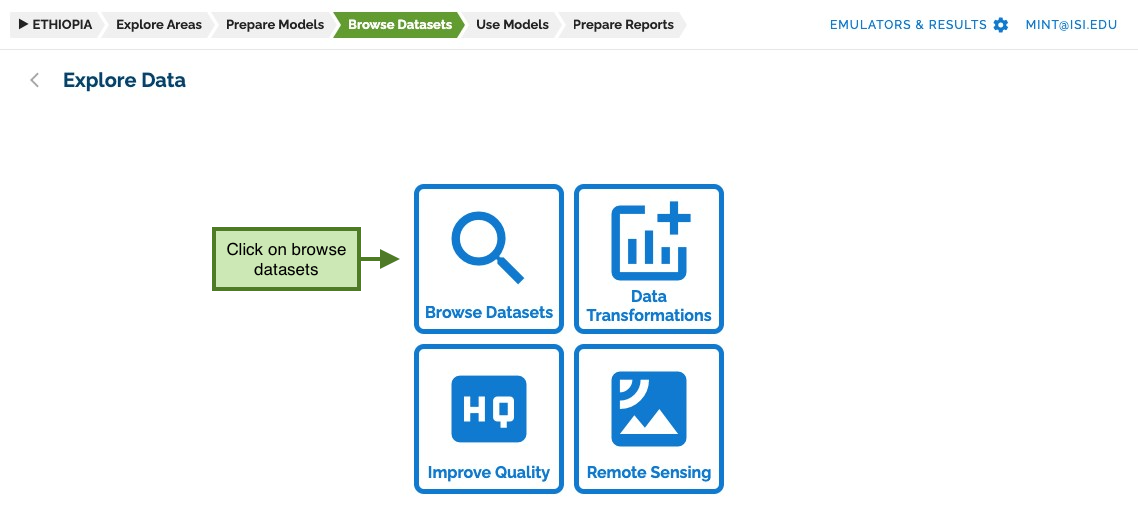 ETHIOPIA
Explore Areas
Prepare Models
Browse Datasets
Use Models
Prepare Reports
EMULATORS & RESULTS
MINT@ISI.EDU
Explore Data
Click on browse
datasets
Browse Datasets
Data
Transformations
HQ
Improve Quality
Remote Sensing